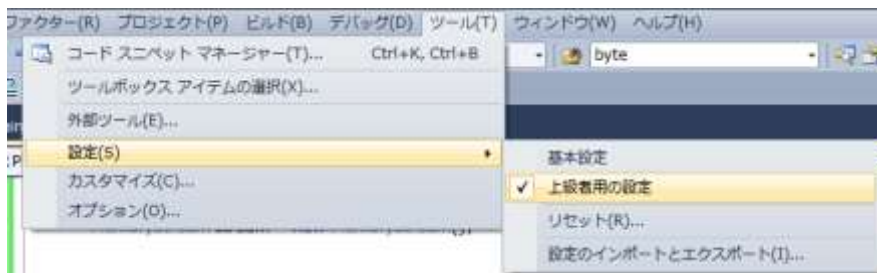 ファクター(R) プロジェクト(P) ビルド(B) デバッグ(D) ツール(T) ウィンドウ(W) ヘルプ(H)
コード スニペット マネージャー(T)... Ctrl+K, Ctrl+B
byte
ツールボックス アイテムの選択(X)...
外部ツール(E)...
設定(S)
基本設定
カスタマイズ(C)...
上級者用の設定
オプション(O)...
リセット(R)...
設定のインポートとエクスポート(I)...